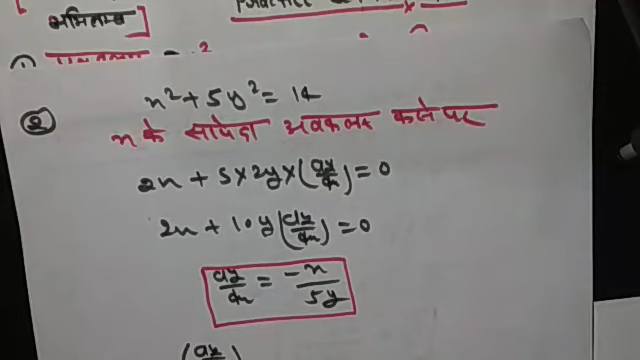 अभिलम्ब]
②
x² + 5y² = 14
x के सापेक्ष अवकलन करने पर
2x + 5×2y×(dy/dx) = 0
2x + 10y(dy/dx) = 0
dy/dx = -x/5y
(dy/